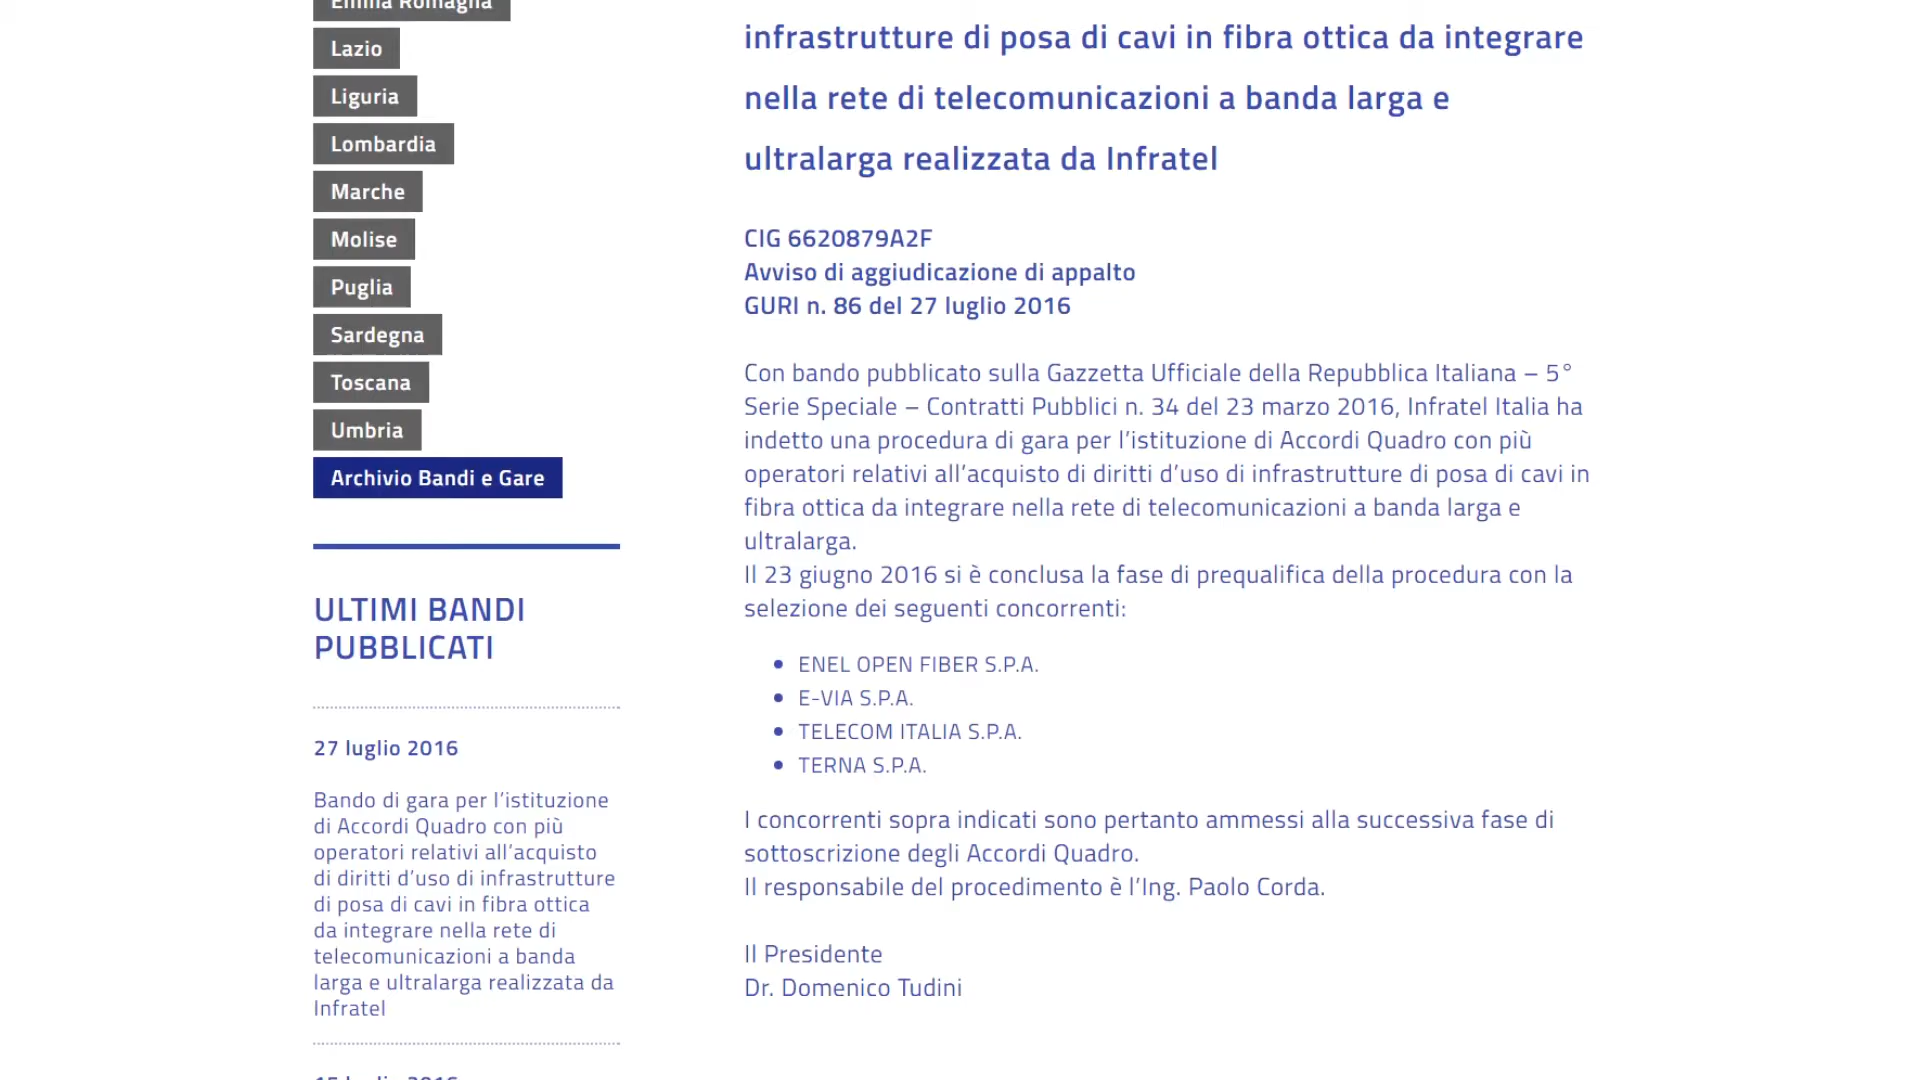 Emilia Romagna
Lazio
Liguria
Lombardia
Marche
Molise
Puglia
Sardegna
Toscana
Umbria
Archivio Bandi e Gare
ULTIMI BANDI
PUBBLICATI
27 luglio 2016
Bando di gara per l’istituzione
di Accordi Quadro con più
operatori relativi all’acquisto
di diritti d’uso di infrastrutture
di posa di cavi in fibra ottica
da integrare nella rete di
telecomunicazioni a banda
larga e ultralarga realizzata da
Infratel
15 luglio 2016
infrastrutture di posa di cavi in fibra ottica da integrare
nella rete di telecomunicazioni a banda larga e
ultralarga realizzata da Infratel
CIG 6620879A2F
Avviso di aggiudicazione di appalto
GURI n. 86 del 27 luglio 2016
Con bando pubblicato sulla Gazzetta Ufficiale della Repubblica Italiana – 5°
Serie Speciale – Contratti Pubblici n. 34 del 23 marzo 2016, Infratel Italia ha
indetto una procedura di gara per l’istituzione di Accordi Quadro con più
operatori relativi all’acquisto di diritti d’uso di infrastrutture di posa di cavi in
fibra ottica da integrare nella rete di telecomunicazioni a banda larga e
ultralarga.
Il 23 giugno 2016 si è conclusa la fase di prequalifica della procedura con la
selezione dei seguenti concorrenti:
• ENEL OPEN FIBER S.P.A.
• E-VIA S.P.A.
• TELECOM ITALIA S.P.A.
• TERNA S.P.A.
I concorrenti sopra indicati sono pertanto ammessi alla successiva fase di
sottoscrizione degli Accordi Quadro.
Il responsabile del procedimento è l’Ing. Paolo Corda.
Il Presidente
Dr. Domenico Tudini